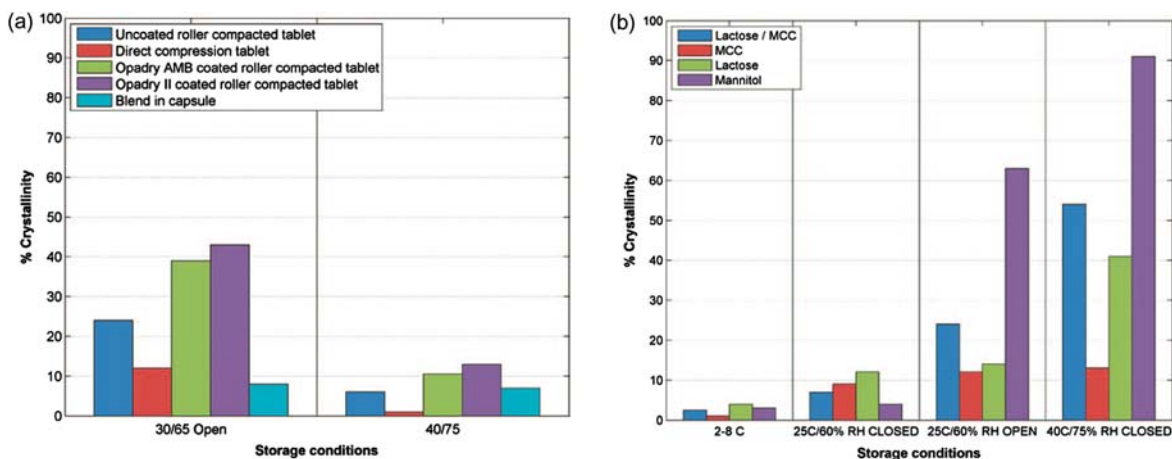 (a)
100
90
80
70
60
50
40
30
20
10
0
% Crystallinity
Uncoated roller compacted tablet
Direct compression tablet
Opadry AMB coated roller compacted tablet
Opadry II coated roller compacted tablet
Blend in capsule
30/65 Open
40/75
Storage conditions
(b)
100
90
80
70
60
50
40
30
20
10
0
% Crystallinity
Lactose / MCC
MCC
Lactose
Mannitol
2-8 C
25C/60% RH CLOSED
25C/60% RH OPEN
40C/75% RH CLOSED
Storage conditions